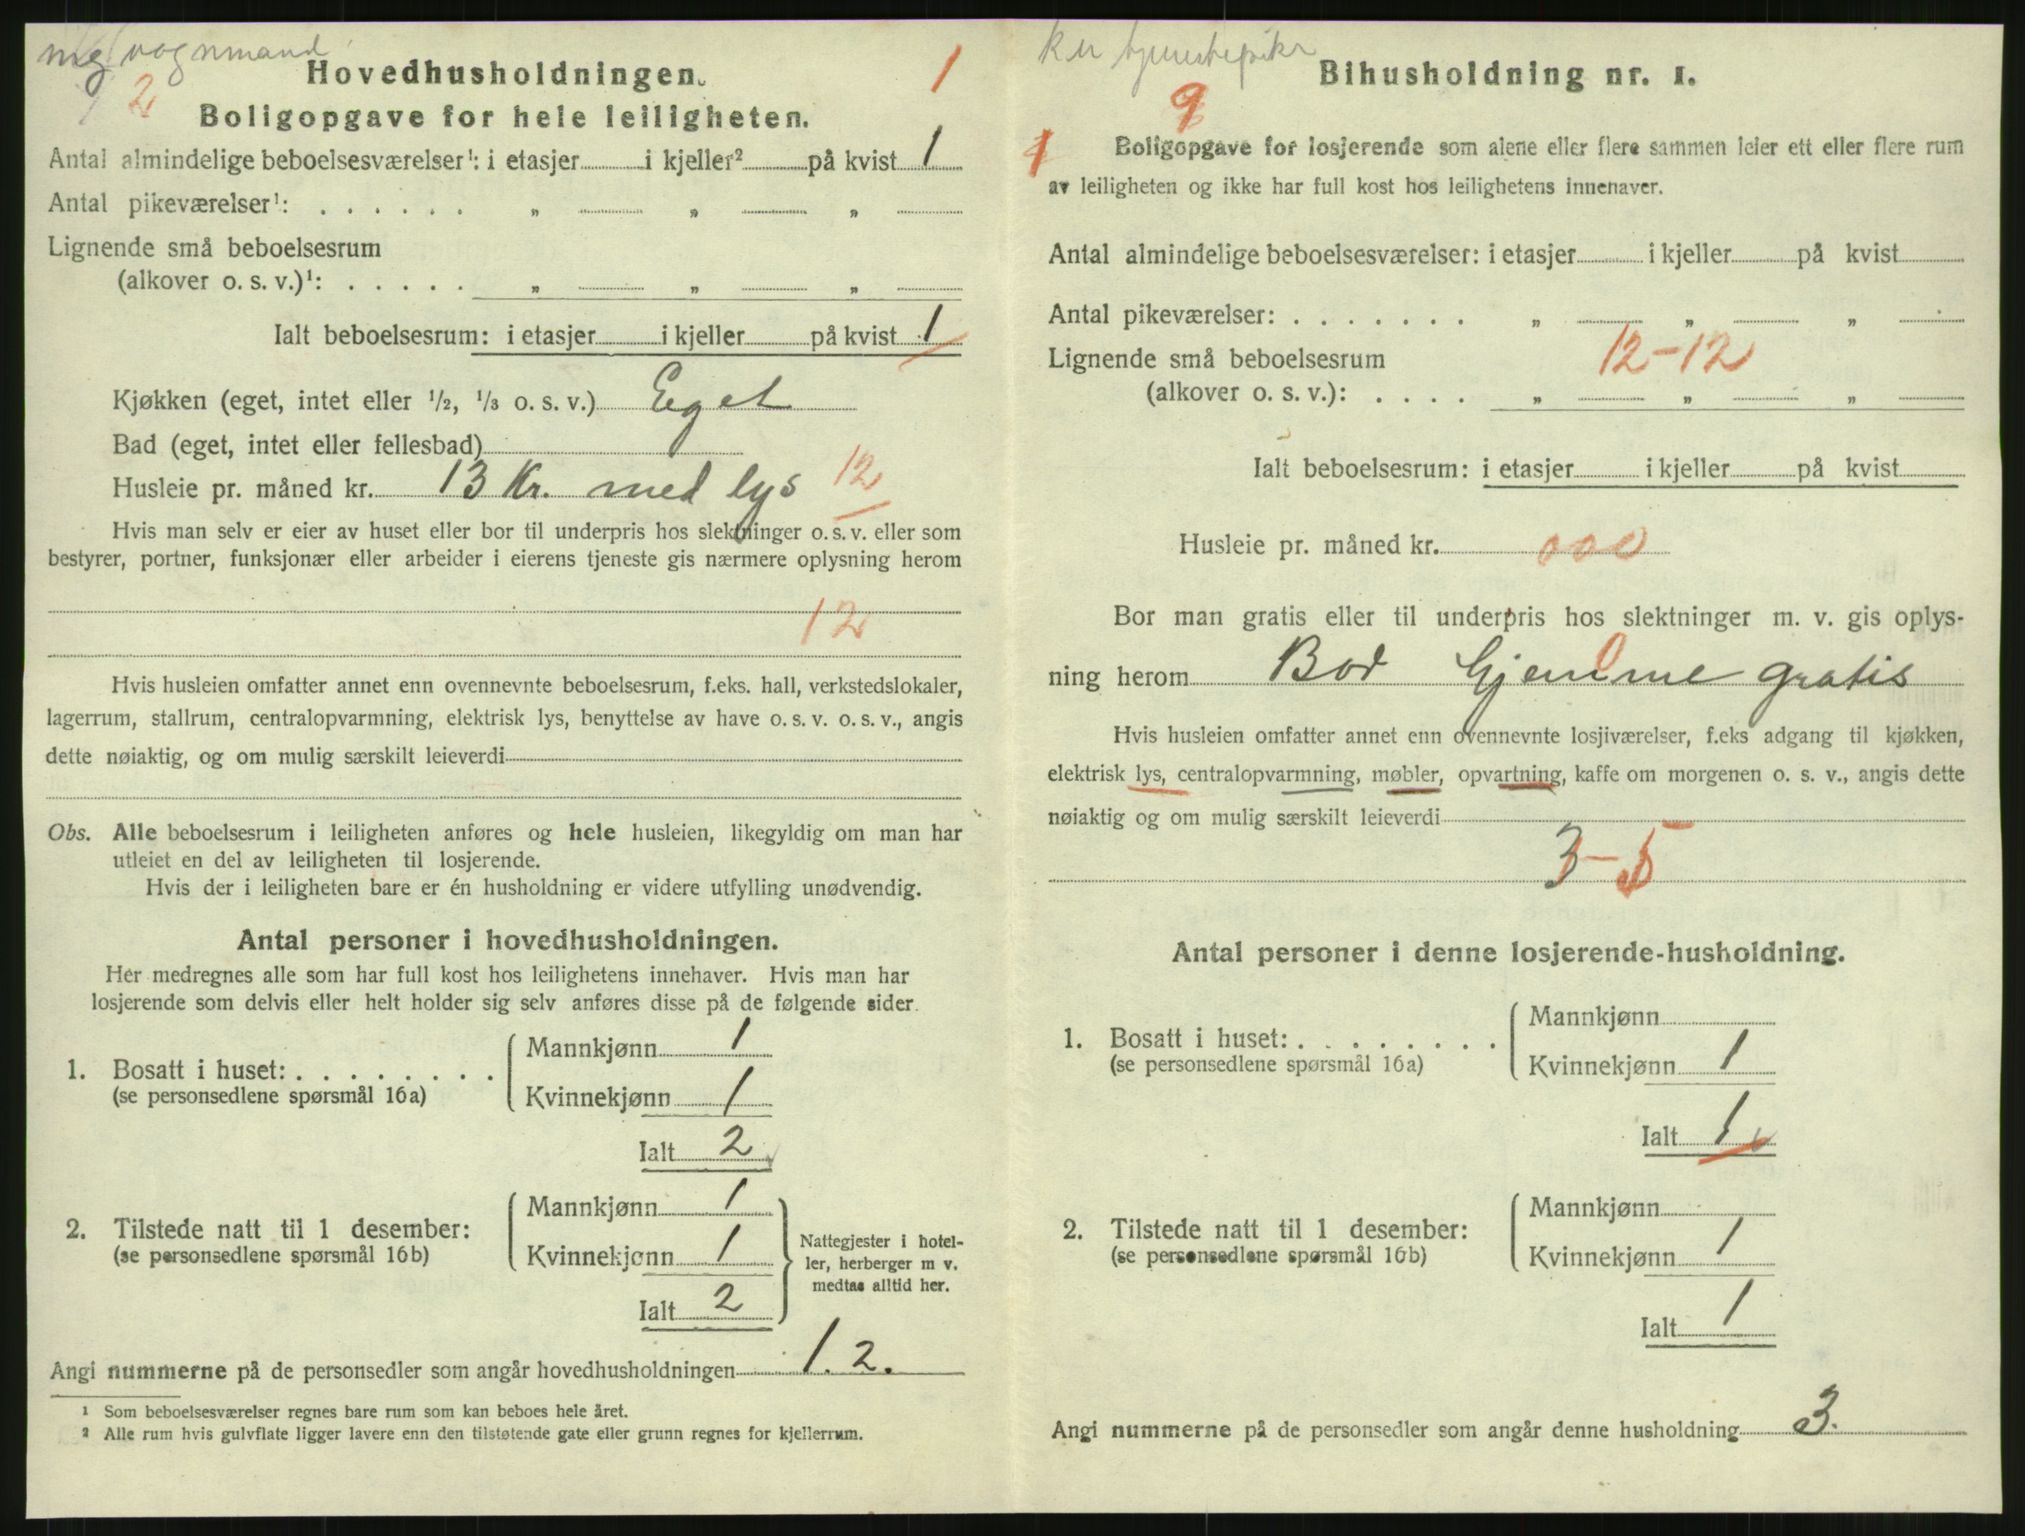 mg vognmand
Hovedhusholdningen.
2
1
Boligopgave for hele leiligheten.
Antal almindelige beboelsesværelser¹: i etasjer i kjeller² på kvist 1
Antal pikeværelser¹: . . . . . . „ „ „
Lignende små beboelsesrum
(alkover o. s. v.)¹: . . . . . „ „ „
Ialt beboelsesrum: i etasjer i kjeller på kvist 1
Kjøkken (eget, intet eller 1/2, 1/3 o. s. v.) Eget
Bad (eget, intet eller fellesbad)
Husleie pr. måned kr. 13 Kr. med lys 12
Hvis man selv er eier av huset eller bor til underpris hos slektninger o. s. v. eller som
bestyrer, portner, funksjonær eller arbeider i eierens tjeneste gis nærmere oplysning herom
12
Hvis husleien omfatter annet enn ovennevnte beboelsesrum, f.eks. hall, verkstedslokaler,
lagerrum, stallrum, centralopvarmning, elektrisk lys, benyttelse av have o. s. v. o. s. v., angis
dette nøiaktig, og om mulig særskilt leieverdi
Obs. Alle beboelsesrum i leiligheten anføres og hele husleien, likegyldig om man har
utleiet en del av leiligheten til losjerende.
Hvis der i leiligheten bare er én husholdning er videre utfylling unødvendig.
Antal personer i hovedhusholdningen.
Her medregnes alle som har full kost hos leilighetens innehaver. Hvis man har
losjerende som delvis eller helt holder sig selv anføres disse på de følgende sider.
Mannkjønn 1
1. Bosatt i huset: . . . . . . . .
(se personsedlene spørsmål 16a)
Kvinnekjønn 1
Ialt 2
Mannkjønn 1
2. Tilstede natt til 1 desember:
(se personsedlene spørsmål 16b)
Kvinnekjønn 1
Ialt 2
Nattegjester i hotel-
ler, herberger m v.
medtas alltid her.
Angi nummerne på de personsedler som angår hovedhusholdningen 1. 2.
¹ Som beboelsesværelser regnes bare rum som kan beboes hele året.
² Alle rum hvis gulvflate ligger lavere enn den tilstøtende gate eller grunn regnes for kjellerrum.
tjenestepike
Bihusholdning nr. 1.
9
1
Boligopgave for losjerende som alene eller flere sammen leier ett eller flere rum
av leiligheten og ikke har full kost hos leilighetens innehaver.
Antal almindelige beboelsesværelser: i etasjer i kjeller på kvist
Antal pikeværelser: . . . . . . . „ „ „
12-12
Lignende små beboelsesrum
(alkover o. s. v.): . . . . „ „ „
Ialt beboelsesrum: i etasjer i kjeller på kvist
Husleie pr. måned kr. 000
Bor man gratis eller til underpris hos slektninger m. v. gis oplys-
ning herom Bor hjemme gratis
0
Hvis husleien omfatter annet enn ovennevnte losjiværelser, f.eks adgang til kjøkken,
elektrisk lys, centralopvarmning, møbler, opvartning, kaffe om morgenen o. s. v., angis dette
nøiaktig og om mulig særskilt leieverdi
3-5
Antal personer i denne losjerende-husholdning.
Mannkjønn
1. Bosatt i huset: . . . . . . . .
(se personsedlene spørsmål 16a)
Kvinnekjønn 1
Ialt 1
Mannkjønn
2. Tilstede natt til 1 desember:
(se personsedlene spørsmål 16b)
Kvinnekjønn 1
Ialt 1
Angi nummerne på de personsedler som angår denne husholdning 3.